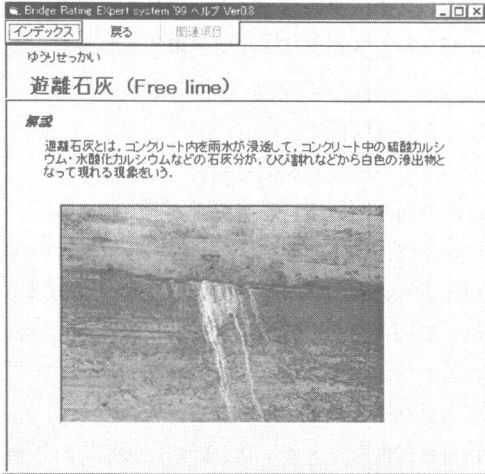 Bridge Rating EXpert system '99 ヘルプ Ver0.8
インデックス 戻る 関連項目
ゆうりせっかい
遊離石灰 (Free lime)
解説
遊離石灰とは，コンクリート内を雨水が浸透して，コンクリート中の硫酸カルシ
ウム・水酸化カルシウムなどの石灰分が，ひび割れなどから白色の滲出物と
なって現れる現象をいう．